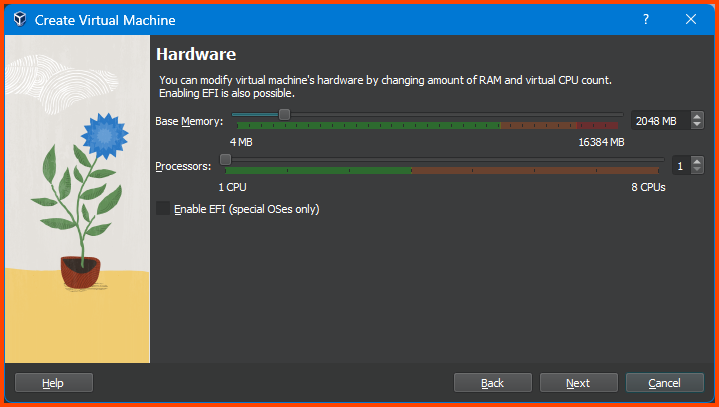 Create Virtual Machine
?
Hardware
You can modify virtual machine's hardware by changing amount of RAM and virtual CPU count.
Enabling EFI is also possible.
Base Memory: 2048 MB
4 MB 16384 MB
Processors: 1
1 CPU 8 CPUs
Enable EFI (special OSes only)
Help Back Next Cancel